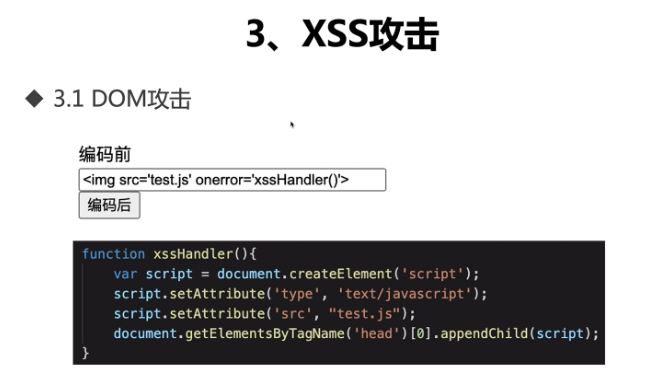 3、XSS攻击
◆ 3.1 DOM攻击
编码前
<img src='test.js' onerror='xssHandler()'>
编码后
function xssHandler(){
    var script = document.createElement('script');
    script.setAttribute('type', 'text/javascript');
    script.setAttribute('src', "test.js");
    document.getElementsByTagName('head')[0].appendChild(script);
}